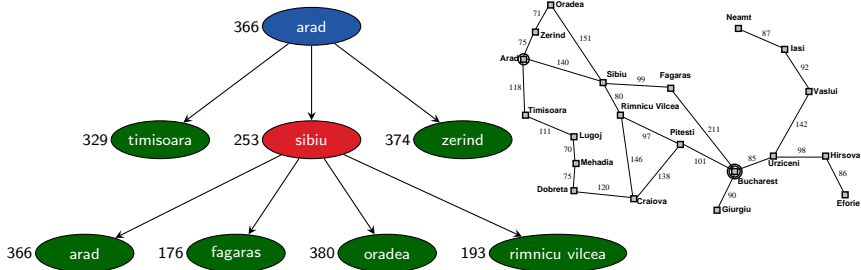 366 arad
329 timisoara 253 sibiu 374 zerind
366 arad 176 fagaras 380 oradea 193 rimnicu vilcea
Oradea
71
Zerind
75
151
Arad
140
118
Sibiu
99
Fagaras
80
Timisoara
Rimnicu Vilcea
111
Lugoj
97
Pitesti
211
70
Mehadia
146
138
101
75
Dobreta
120
Craiova
Neamt
87
Iasi
92
Vaslui
142
85
Urziceni
98
Hirsova
86
Bucharest
90
Giurgiu
Eforie